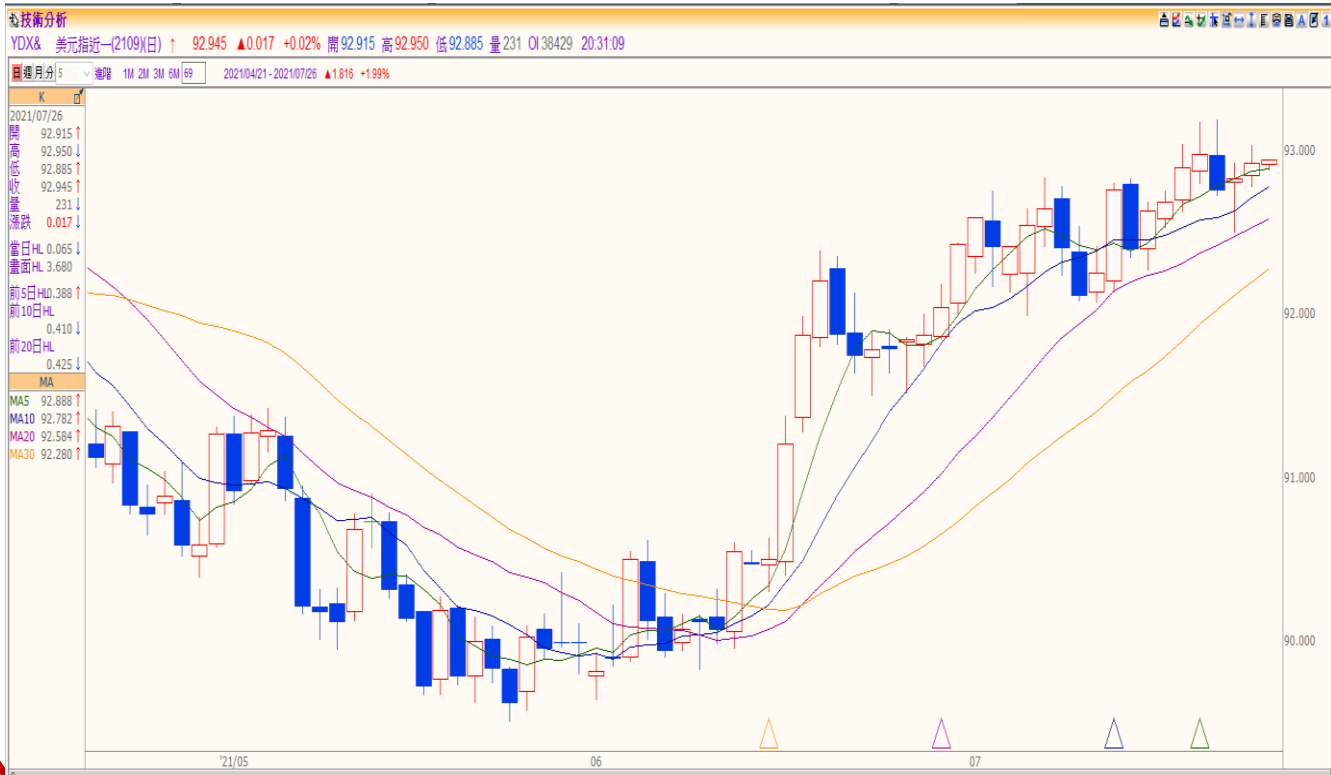 技術分析
YDX& 美元指近一(2109)(日) ↑ 92.945 ▲0.017 +0.02% 開 92.915 高 92.950 低 92.885 量 231 OI 38429 20:31:09
日 週 月 分 5 進階 1M 2M 3M 6M 69 2021/04/21 - 2021/07/26 ▲1.816 +1.99%
K
2021/07/26
開 92.915 ↑
高 92.950 ↓
低 92.885 ↑
收 92.945 ↑
量 231 ↓
漲跌 0.017 ↓
當日HL 0.065 ↓
畫面HL 3.680
前5日HL 0.388 ↑
前10日HL
0.410 ↓
前20日HL
0.425 ↓
MA
MA5 92.888 ↑
MA10 92.782 ↑
MA20 92.584 ↑
MA30 92.280 ↑
93.000
92.000
91.000
90.000
'21/05 06 07